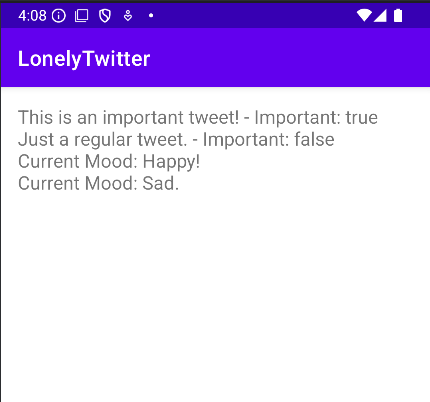 4:08
LonelyTwitter
This is an important tweet! - Important: true
Just a regular tweet. - Important: false
Current Mood: Happy!
Current Mood: Sad.